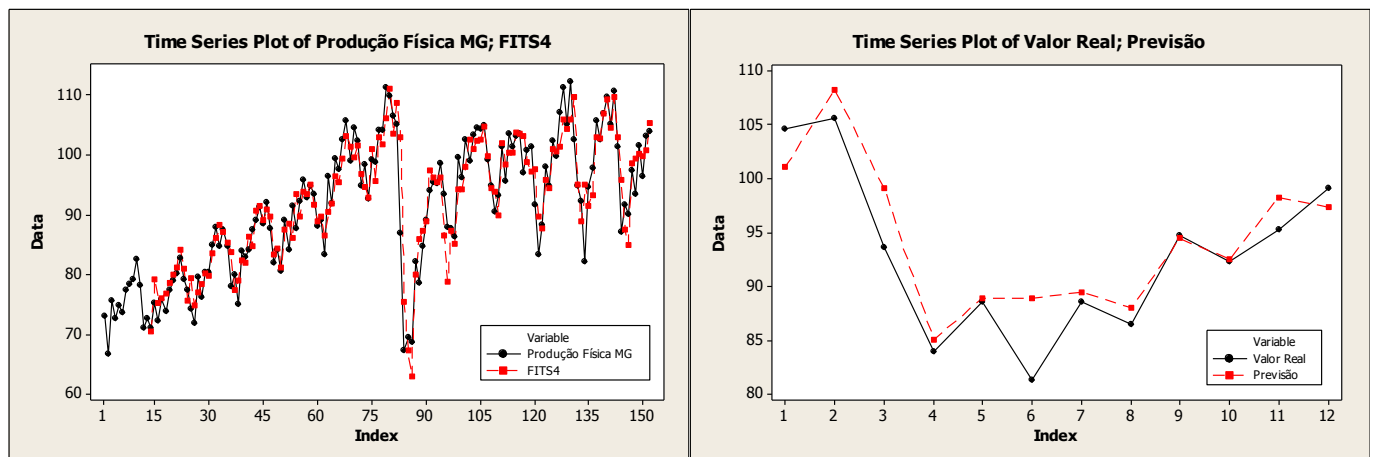 Time Series Plot of Produção Física MG; FITS4
110
100
90
80
70
60
Data
1 15 30 45 60 75 90 105 120 135 150
Index
Variable
Produção Física MG
FITS4
Time Series Plot of Valor Real; Previsão
110
105
100
95
90
85
80
Data
1 2 3 4 5 6 7 8 9 10 11 12
Index
Variable
Valor Real
Previsão